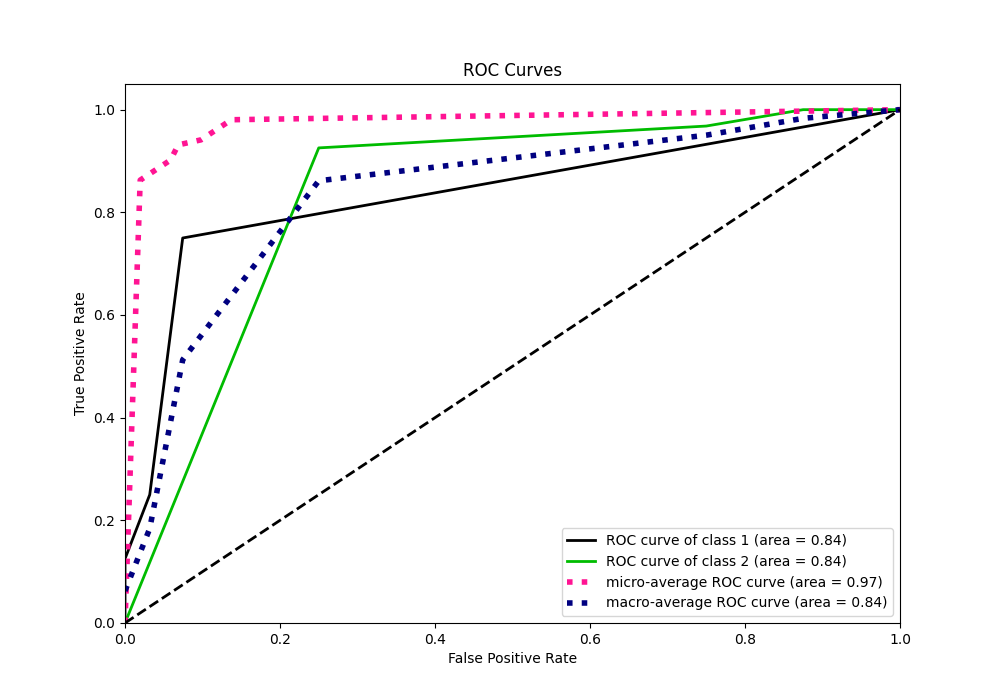 ROC Curves
True Positive Rate
1.0
0.8
0.6
0.4
0.2
0.0
ROC curve of class 1 (area = 0.84)
ROC curve of class 2 (area = 0.84)
micro-average ROC curve (area = 0.97)
macro-average ROC curve (area = 0.84)
0.0 0.2 0.4 0.6 0.8 1.0
False Positive Rate